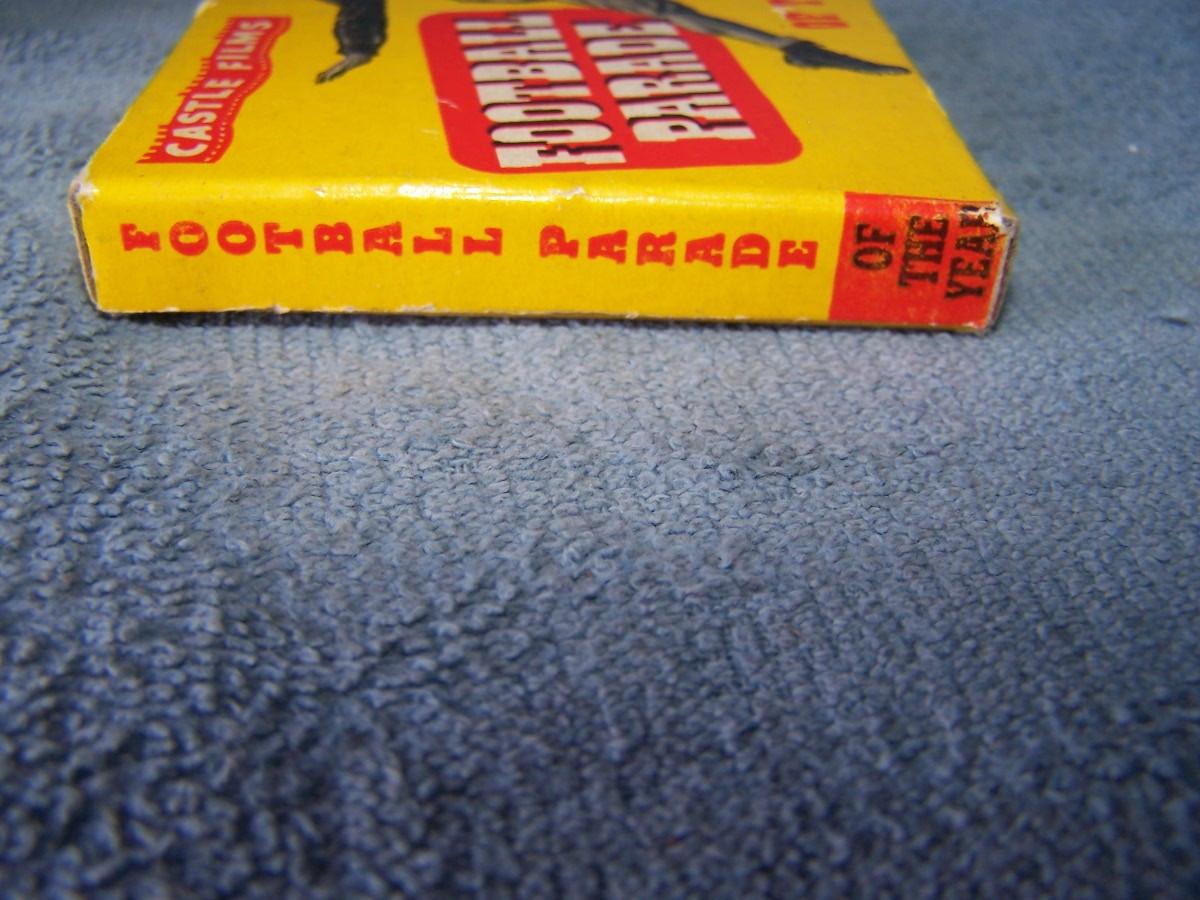 CASTLE FILMS
FOOTBALL
PARADE
FOOTBALL PARADE
OF
THE
YEAR